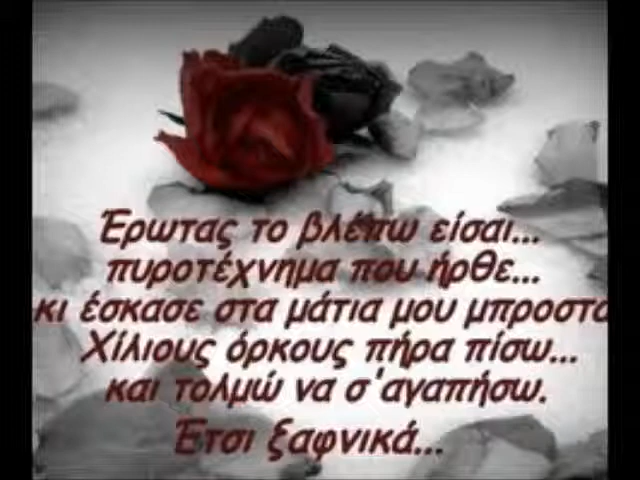 Έρωτας το βλέπω είσαι...
πυροτέχνημα που ήρθε...
κι έσκασε στα μάτια μου μπροστά
Χίλιους όρκους πήρα πίσω...
και τολμώ να σ'αγαπήσω.
Έτσι ξαφνικά...